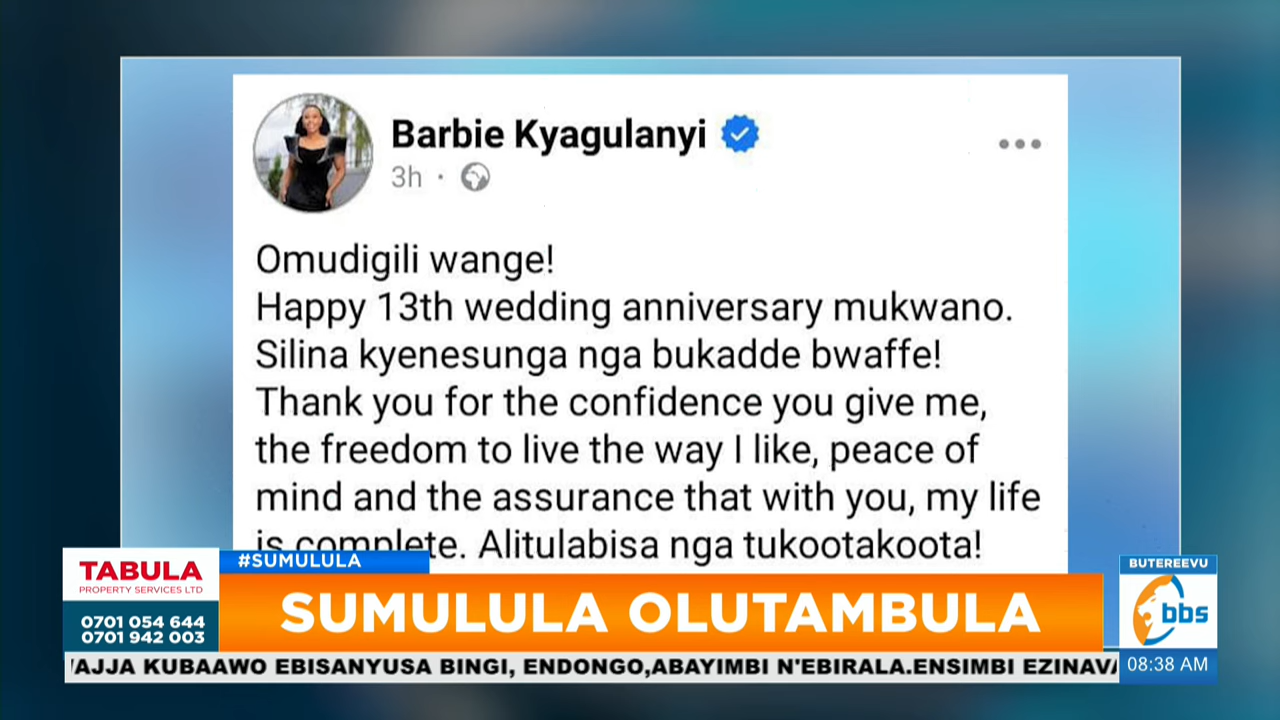 Barbie Kyagulanyi
3h ·
Omudigili wange!
Happy 13th wedding anniversary mukwano.
Silina kyenesunga nga bukadde bwaffe!
Thank you for the confidence you give me,
the freedom to live the way I like, peace of
mind and the assurance that with you, my life
is complete. Alitulabisa nga tukootakoota!
#SUMULULA
TABULA
PROPERTY SERVICES LTD
0701 054 644
0701 942 003
SUMULULA OLUTAMBULA
BUTEREEVU
bbs
KUBAAWO EBISANYUSA BINGI, ENDONGO,ABAYIMBI N'EBIRALA.ENSIMBI
08:38 AM